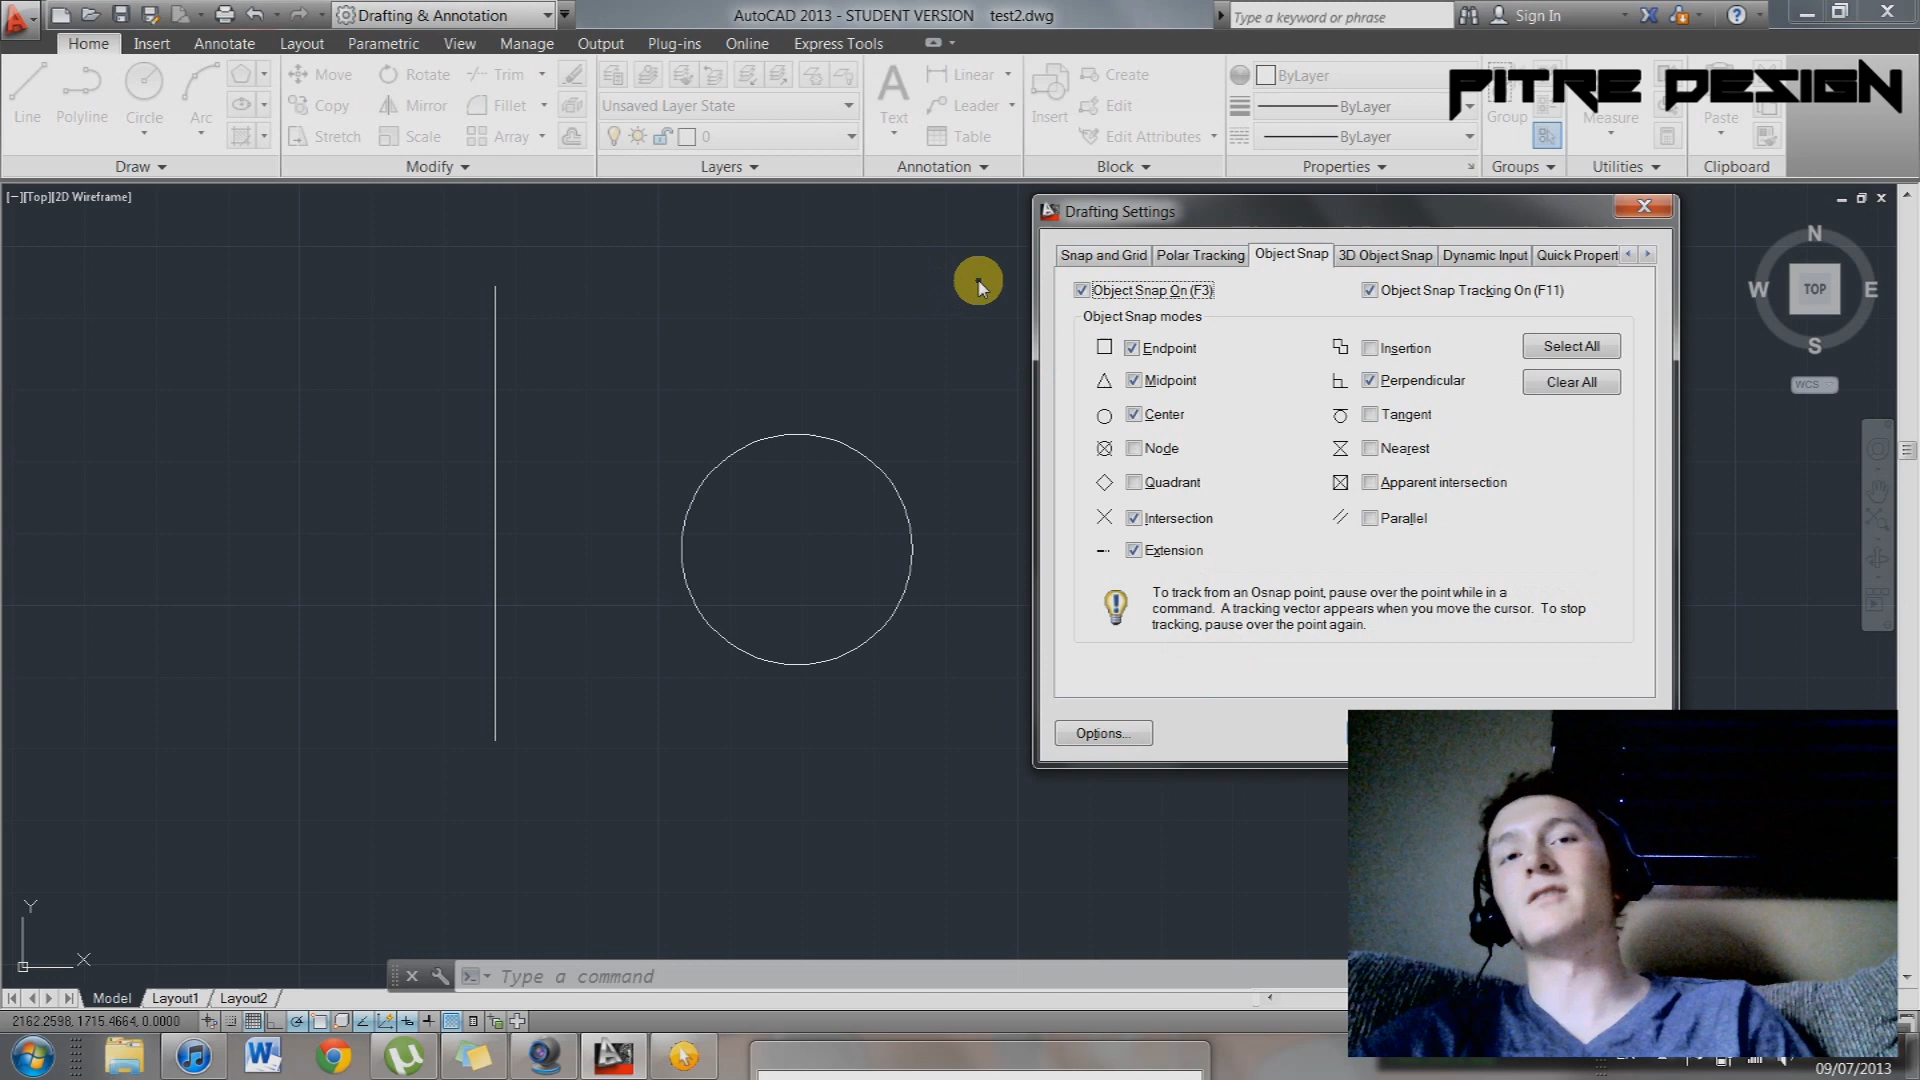 Drafting & Annotation
AutoCAD 2013 - STUDENT VERSION test2.dwg
Type a keyword or phrase
Sign In
Home Insert Annotate Layout Parametric View Manage Output Plug-ins Online Express Tools
Line Polyline Circle Arc
Move Rotate Trim
Copy Mirror Fillet
Stretch Scale Array
Unsaved Layer State
0
Text
Linear
Leader
Table
Insert
Create
Edit
Edit Attributes
ByLayer
ByLayer
ByLayer
Group
Measure
Paste
PITRE DESIGN
Draw Modify Layers Annotation Block Properties Groups Utilities Clipboard
[−][Top][2D Wireframe]
N
W TOP E
S
WCS
Drafting Settings
Snap and Grid Polar Tracking Object Snap 3D Object Snap Dynamic Input Quick Propert
Object Snap On (F3) Object Snap Tracking On (F11)
Object Snap modes
Endpoint Insertion Select All
Midpoint Perpendicular Clear All
Center Tangent
Node Nearest
Quadrant Apparent intersection
Intersection Parallel
Extension
To track from an Osnap point, pause over the point while in a
command. A tracking vector appears when you move the cursor. To stop
tracking, pause over the point again.
Options...
Y
X
Type a command
Model Layout1 Layout2
2162.2598, 1715.4664, 0.0000
09/07/2013